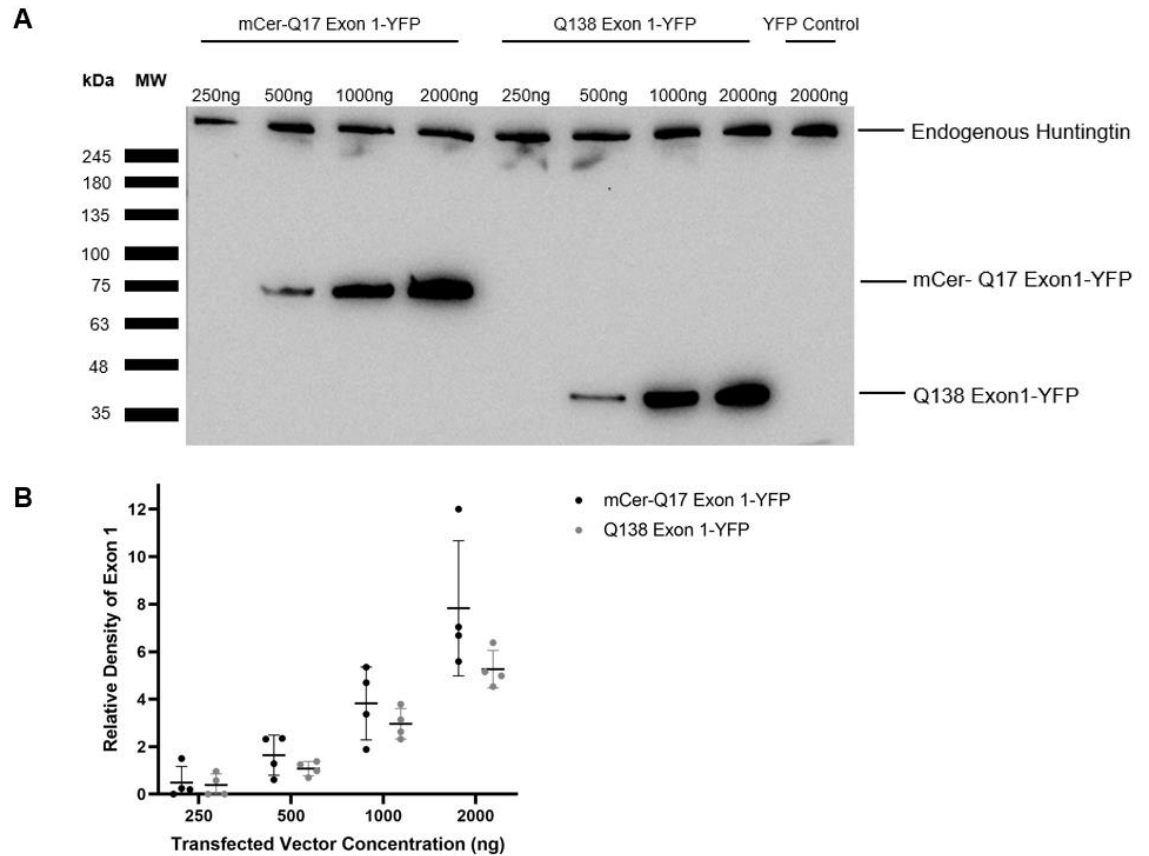 A
mCer-Q17 Exon 1-YFP Q138 Exon 1-YFP YFP Control
kDa MW
250ng 500ng 1000ng 2000ng 250ng 500ng 1000ng 2000ng 2000ng
Endogenous Huntingtin
245
180
135
100
75
mCer- Q17 Exon1-YFP
63
48
Q138 Exon1-YFP
35
B
mCer-Q17 Exon 1-YFP
Q138 Exon 1-YFP
Relative Density of Exon 1
12
10
8
6
4
2
0
250 500 1000 2000
Transfected Vector Concentration (ng)